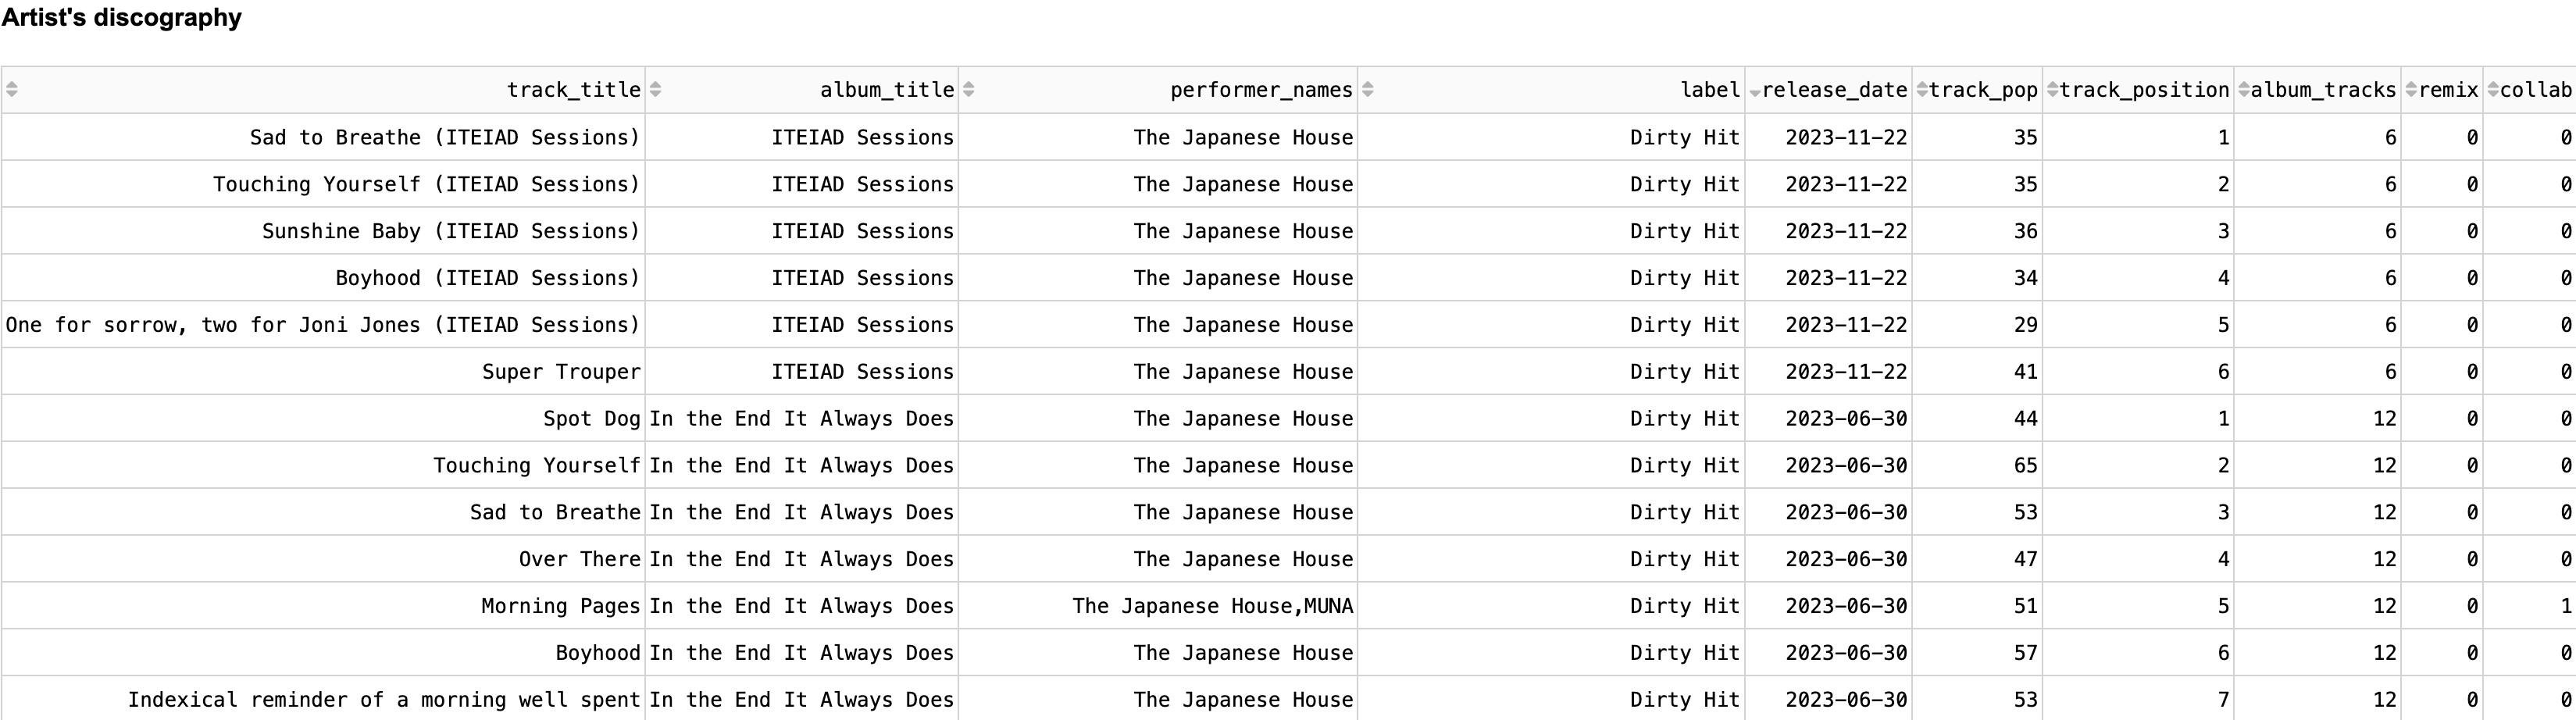 Artist's discography
track_title album_title performer_names label release_date track_pop track_position album_tracks remix collab
Sad to Breathe (ITEIAD Sessions) ITEIAD Sessions The Japanese House Dirty Hit 2023-11-22 35 1 6 0 0
Touching Yourself (ITEIAD Sessions) ITEIAD Sessions The Japanese House Dirty Hit 2023-11-22 35 2 6 0 0
Sunshine Baby (ITEIAD Sessions) ITEIAD Sessions The Japanese House Dirty Hit 2023-11-22 36 3 6 0 0
Boyhood (ITEIAD Sessions) ITEIAD Sessions The Japanese House Dirty Hit 2023-11-22 34 4 6 0 0
One for sorrow, two for Joni Jones (ITEIAD Sessions) ITEIAD Sessions The Japanese House Dirty Hit 2023-11-22 29 5 6 0 0
Super Trouper ITEIAD Sessions The Japanese House Dirty Hit 2023-11-22 41 6 6 0 0
Spot Dog In the End It Always Does The Japanese House Dirty Hit 2023-06-30 44 1 12 0 0
Touching Yourself In the End It Always Does The Japanese House Dirty Hit 2023-06-30 65 2 12 0 0
Sad to Breathe In the End It Always Does The Japanese House Dirty Hit 2023-06-30 53 3 12 0 0
Over There In the End It Always Does The Japanese House Dirty Hit 2023-06-30 47 4 12 0 0
Morning Pages In the End It Always Does The Japanese House,MUNA Dirty Hit 2023-06-30 51 5 12 0 1
Boyhood In the End It Always Does The Japanese House Dirty Hit 2023-06-30 57 6 12 0 0
Indexical reminder of a morning well spent In the End It Always Does The Japanese House Dirty Hit 2023-06-30 53 7 12 0 0